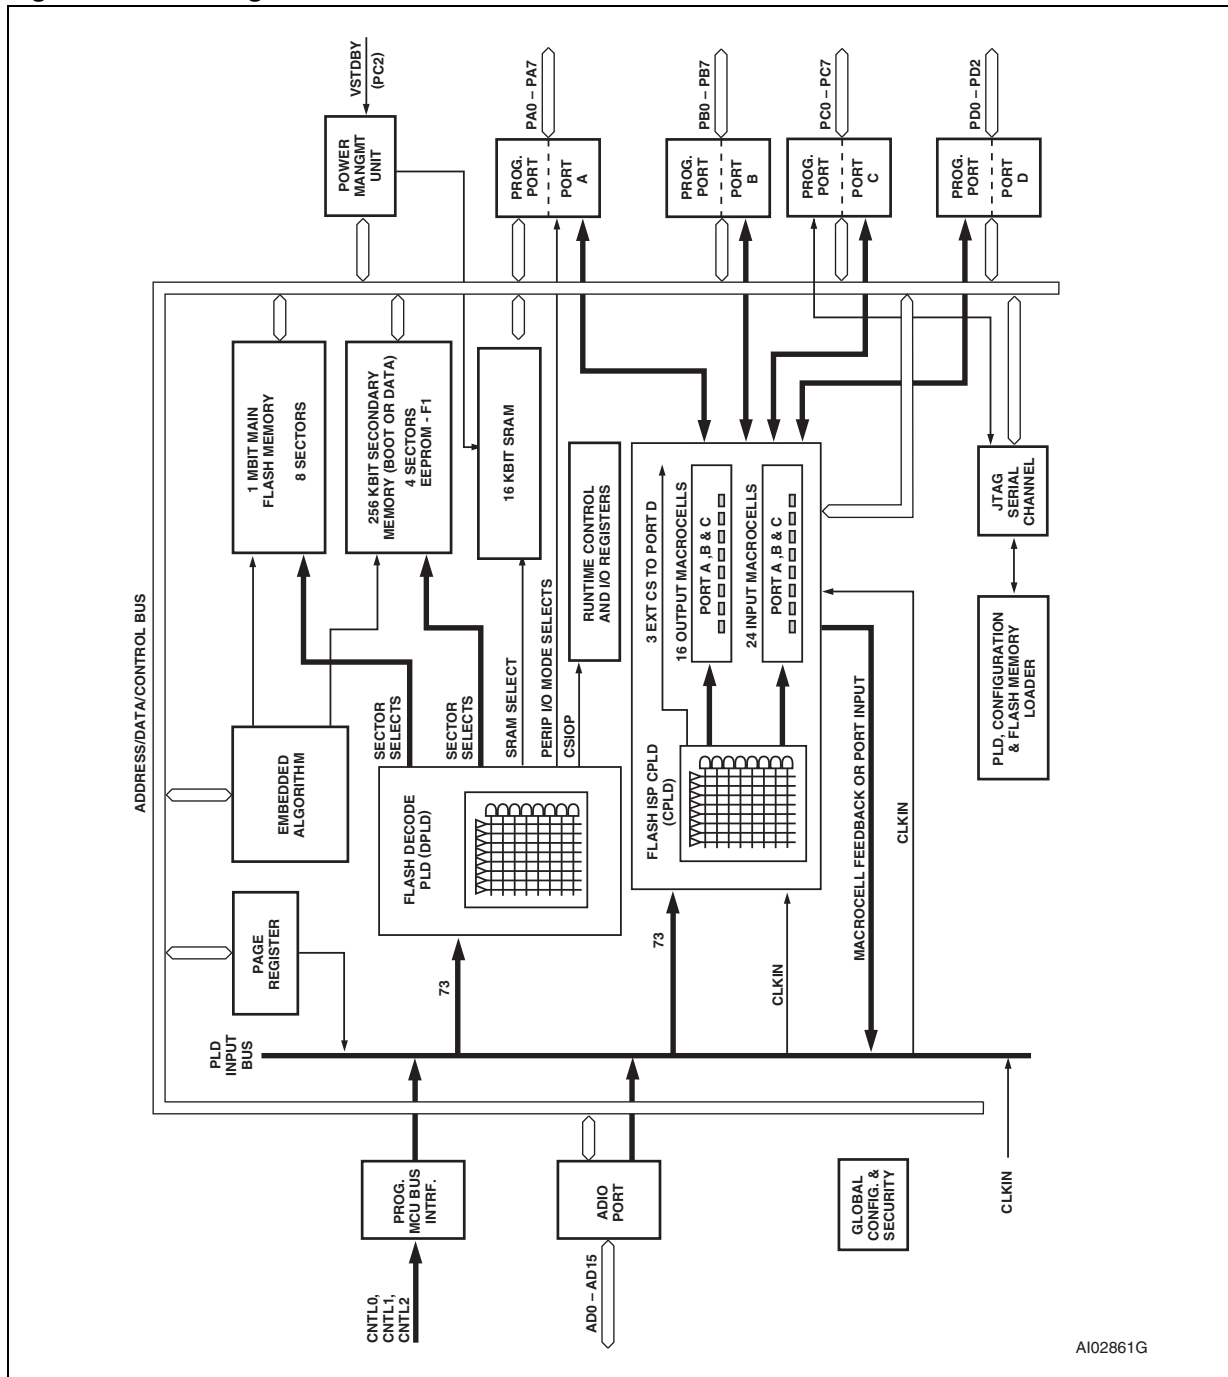 VSTDBY
(PC2)
POWER
MANGMT
UNIT
PA0 – PA7
PROG.
PORT
PORT
A
PB0 – PB7
PROG.
PORT
PORT
B
PC0 – PC7
PROG.
PORT
PORT
C
PD0 – PD2
PROG.
PORT
PORT
D
ADDRESS/DATA/CONTROL BUS
1 MBIT MAIN
FLASH MEMORY
8 SECTORS
256 KBIT SECONDARY
MEMORY (BOOT OR DATA)
4 SECTORS
EEPROM - F1
16 KBIT SRAM
RUNTIME CONTROL
AND I/O REGISTERS
3 EXT CS TO PORT D
16 OUTPUT MACROCELLS
PORT A ,B & C
24 INPUT MACROCELLS
PORT A ,B & C
JTAG
SERIAL
CHANNEL
PLD, CONFIGURATION
& FLASH MEMORY
LOADER
EMBEDDED
ALGORITHM
SECTOR
SELECTS
SECTOR
SELECTS
SRAM SELECT
PERIP I/O MODE SELECTS
CSIOP
FLASH DECODE
PLD (DPLD)
FLASH ISP CPLD
(CPLD)
MACROCELL FEEDBACK OR PORT INPUT
CLKIN
PAGE
REGISTER
73
73
CLKIN
PLD
INPUT
BUS
PROG.
MCU BUS
INTRF.
ADIO
PORT
GLOBAL
CONFIG. &
SECURITY
CLKIN
CNTL0,
CNTL1,
CNTL2
AD0 – AD15
AI02861G